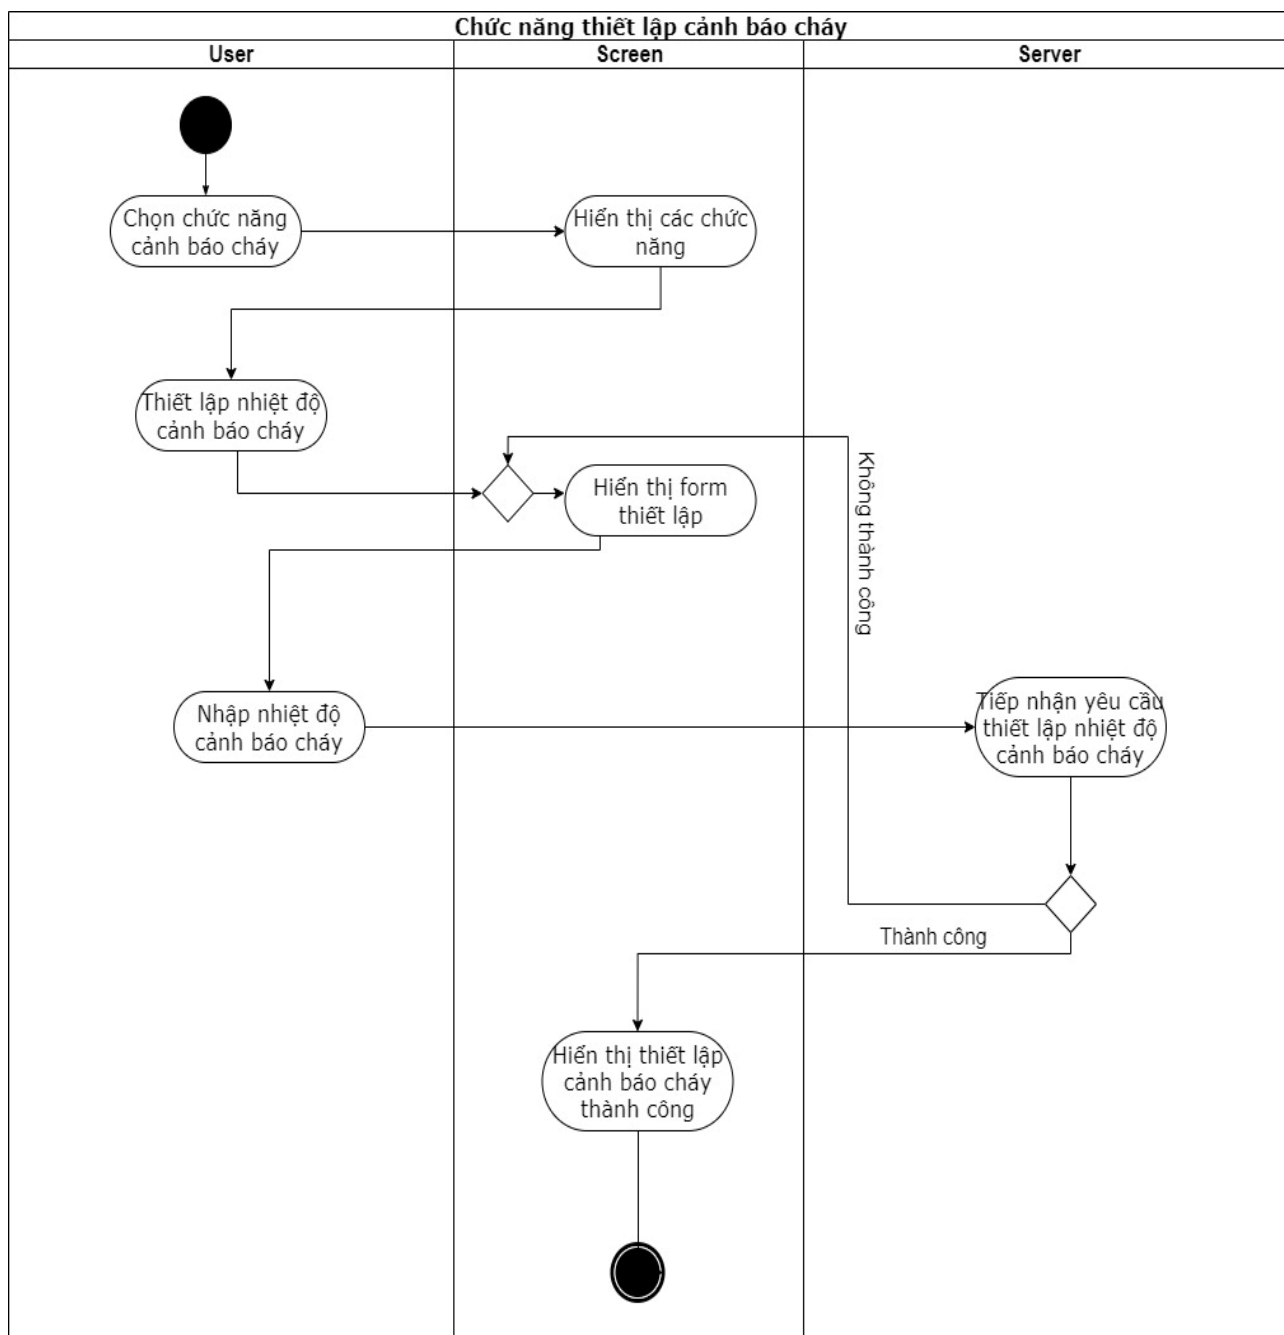 Chức năng thiết lập cảnh báo cháy
User
Screen
Server
Chọn chức năng
cảnh báo cháy
Hiển thị các chức
năng
Thiết lập nhiệt độ
cảnh báo cháy
Hiển thị form
thiết lập
Không thành công
Nhập nhiệt độ
cảnh báo cháy
Tiếp nhận yêu cầu
thiết lập nhiệt độ
cảnh báo cháy
Thành công
Hiển thị thiết lập
cảnh báo cháy
thành công